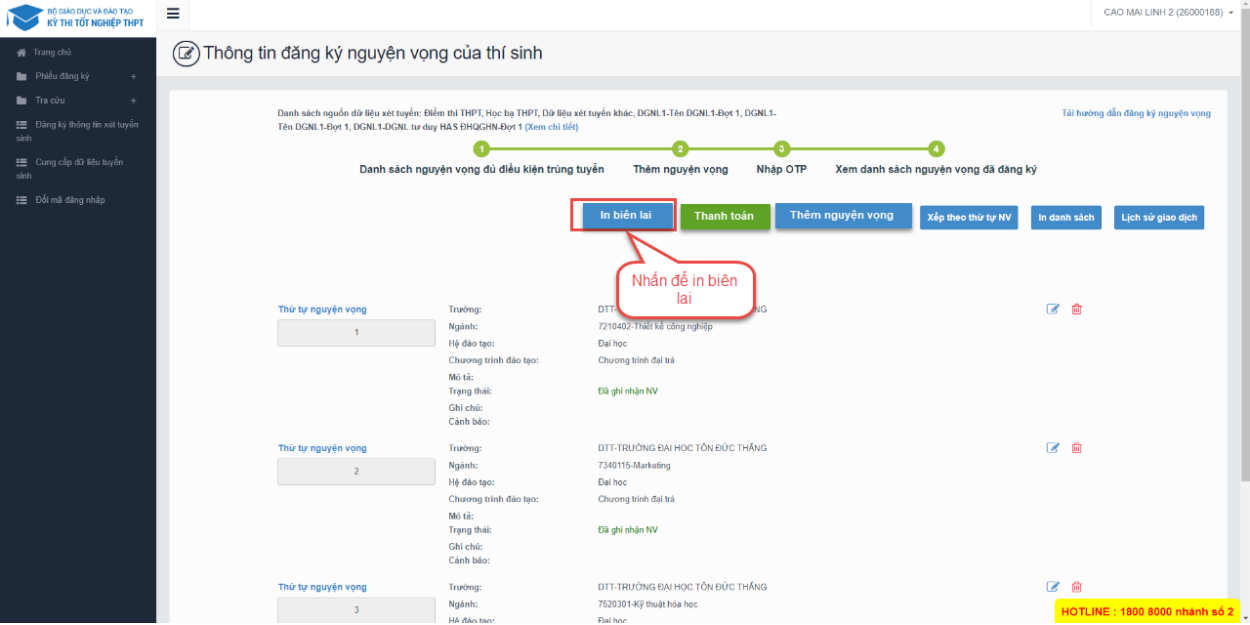 BỘ GIÁO DỤC VÀ ĐÀO TẠO
KỲ THI TỐT NGHIỆP THPT
CAO MAI LINH 2 (26000188)
Trang chủ
Phiếu đăng ký +
Tra cứu +
Đăng ký thông tin xét tuyển
sinh
Cung cấp dữ liệu tuyển
sinh
Đổi mã đăng nhập
Thông tin đăng ký nguyện vọng của thí sinh
Danh sách nguồn dữ liệu xét tuyển: Điểm thi THPT, Học bạ THPT, Dữ liệu xét tuyển khác, DGNL1-Tên DGNL1-Đợt 1, DGNL1-
Tên DGNL1-Đợt 1, DGNL1-DGNL tư duy HAS ĐHQGHN-Đợt 1 (Xem chi tiết)
Tải hướng dẫn đăng ký nguyện vọng
1 2 3 4
Danh sách nguyện vọng đủ điều kiện trúng tuyển Thêm nguyện vọng Nhập OTP Xem danh sách nguyện vọng đã đăng ký
In biên lai Thanh toán Thêm nguyện vọng Xếp theo thứ tự NV In danh sách Lịch sử giao dịch
Nhấn để in biên
lai
Thứ tự nguyện vọng Trường: DTT- NG
1
Ngành: 7210402-Thiết kế công nghiệp
Hệ đào tạo: Đại học
Chương trình đào tạo: Chương trình đại trà
Mô tả:
Trạng thái: Đã ghi nhận NV
Ghi chú:
Cảnh báo:
Thứ tự nguyện vọng Trường: DTT-TRƯỜNG ĐẠI HỌC TÔN ĐỨC THẮNG
2
Ngành: 7340115-Marketing
Hệ đào tạo: Đại học
Chương trình đào tạo: Chương trình đại trà
Mô tả:
Trạng thái: Đã ghi nhận NV
Ghi chú:
Cảnh báo:
Thứ tự nguyện vọng Trường: DTT-TRƯỜNG ĐẠI HỌC TÔN ĐỨC THẮNG
3
Ngành: 7520301-Kỹ thuật hóa học
Hệ đào tạo: Đại học
HOTLINE : 1800 8000 nhánh số 2